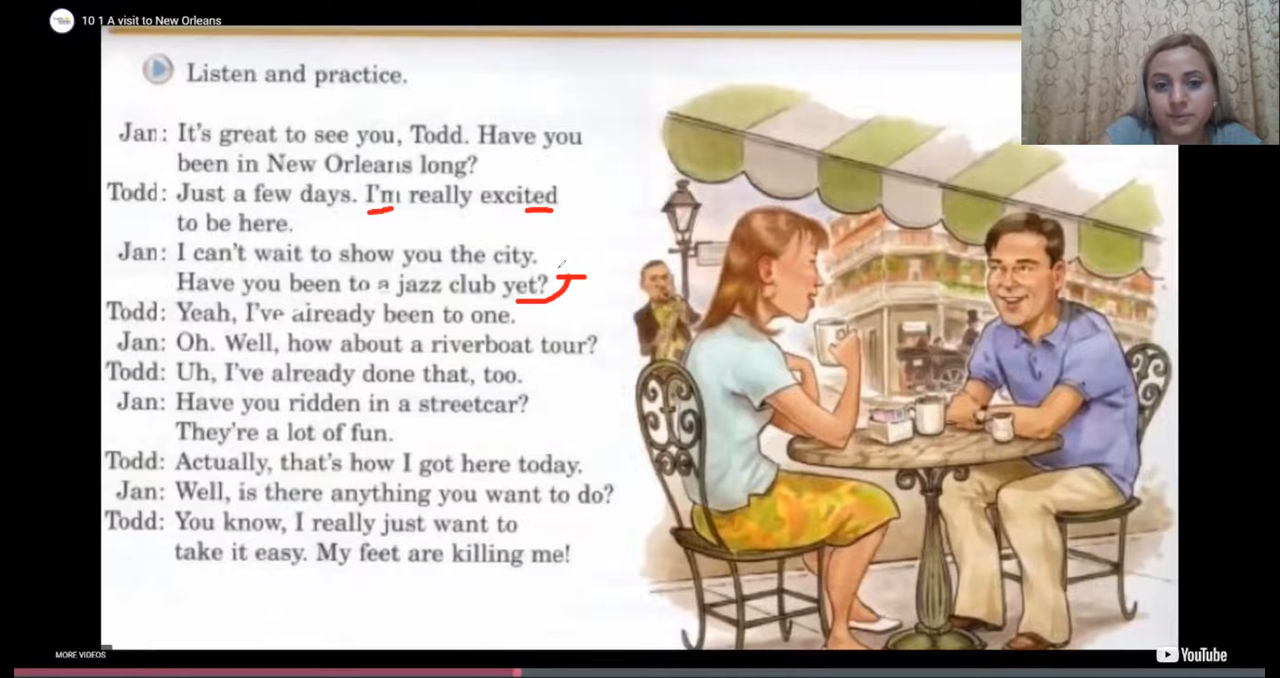 10 1 A visit to New Orleans
Listen and practice.
Jan: It's great to see you, Todd. Have you
been in New Orleans long?
Todd: Just a few days. I'm really excited
to be here.
Jan: I can't wait to show you the city.
Have you been to a jazz club yet?
Todd: Yeah, I've already been to one.
Jan: Oh. Well, how about a riverboat tour?
Todd: Uh, I've already done that, too.
Jan: Have you ridden in a streetcar?
They're a lot of fun.
Todd: Actually, that's how I got here today.
Jan: Well, is there anything you want to do?
Todd: You know, I really just want to
take it easy. My feet are killing me!
MORE VIDEOS
YouTube